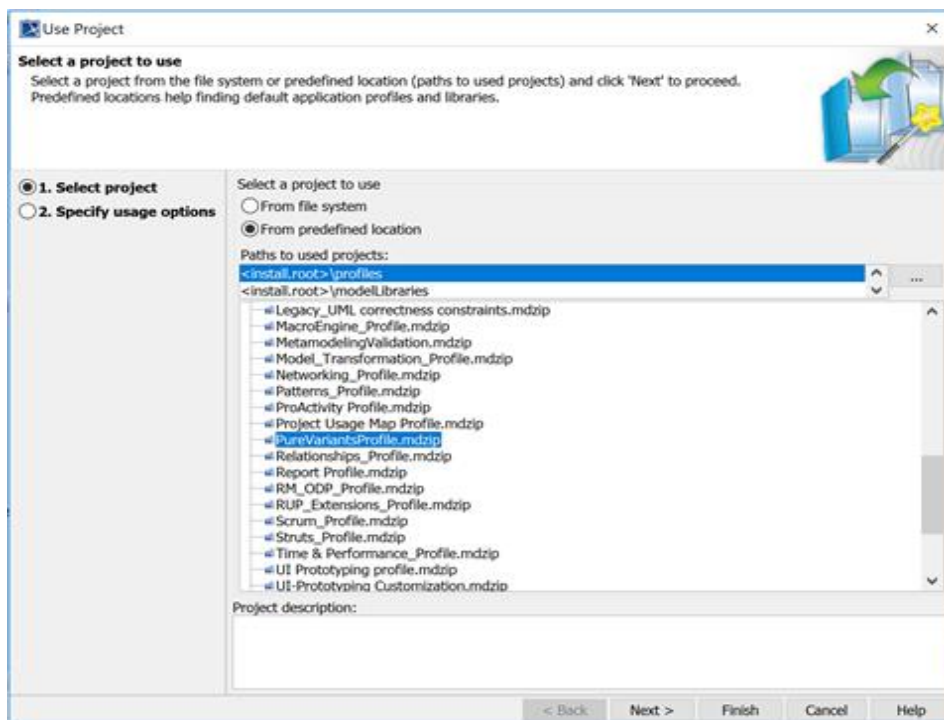 Use Project
Select a project to use
Select a project from the file system or predefined location (paths to used projects) and click 'Next' to proceed.
Predefined locations help finding default application profiles and libraries.
1. Select project
2. Specify usage options
Select a project to use
From file system
From predefined location
Paths to used projects:
<install.root>\profiles
...
<install.root>\modelLibraries
Legacy_UML correctness constraints.mdzip
MacroEngine_Profile.mdzip
MetamodelingValidation.mdzip
Model_Transformation_Profile.mdzip
Networking_Profile.mdzip
Patterns_Profile.mdzip
ProActivity Profile.mdzip
Project Usage Map Profile.mdzip
PureVariantsProfile.mdzip
Relationships_Profile.mdzip
Report Profile.mdzip
RM_ODP_Profile.mdzip
RUP_Extensions_Profile.mdzip
Scrum_Profile.mdzip
Struts_Profile.mdzip
Time & Performance_Profile.mdzip
UI Prototyping profile.mdzip
UI-Prototyping Customization.mdzip
Project description:
< Back Next > Finish Cancel Help